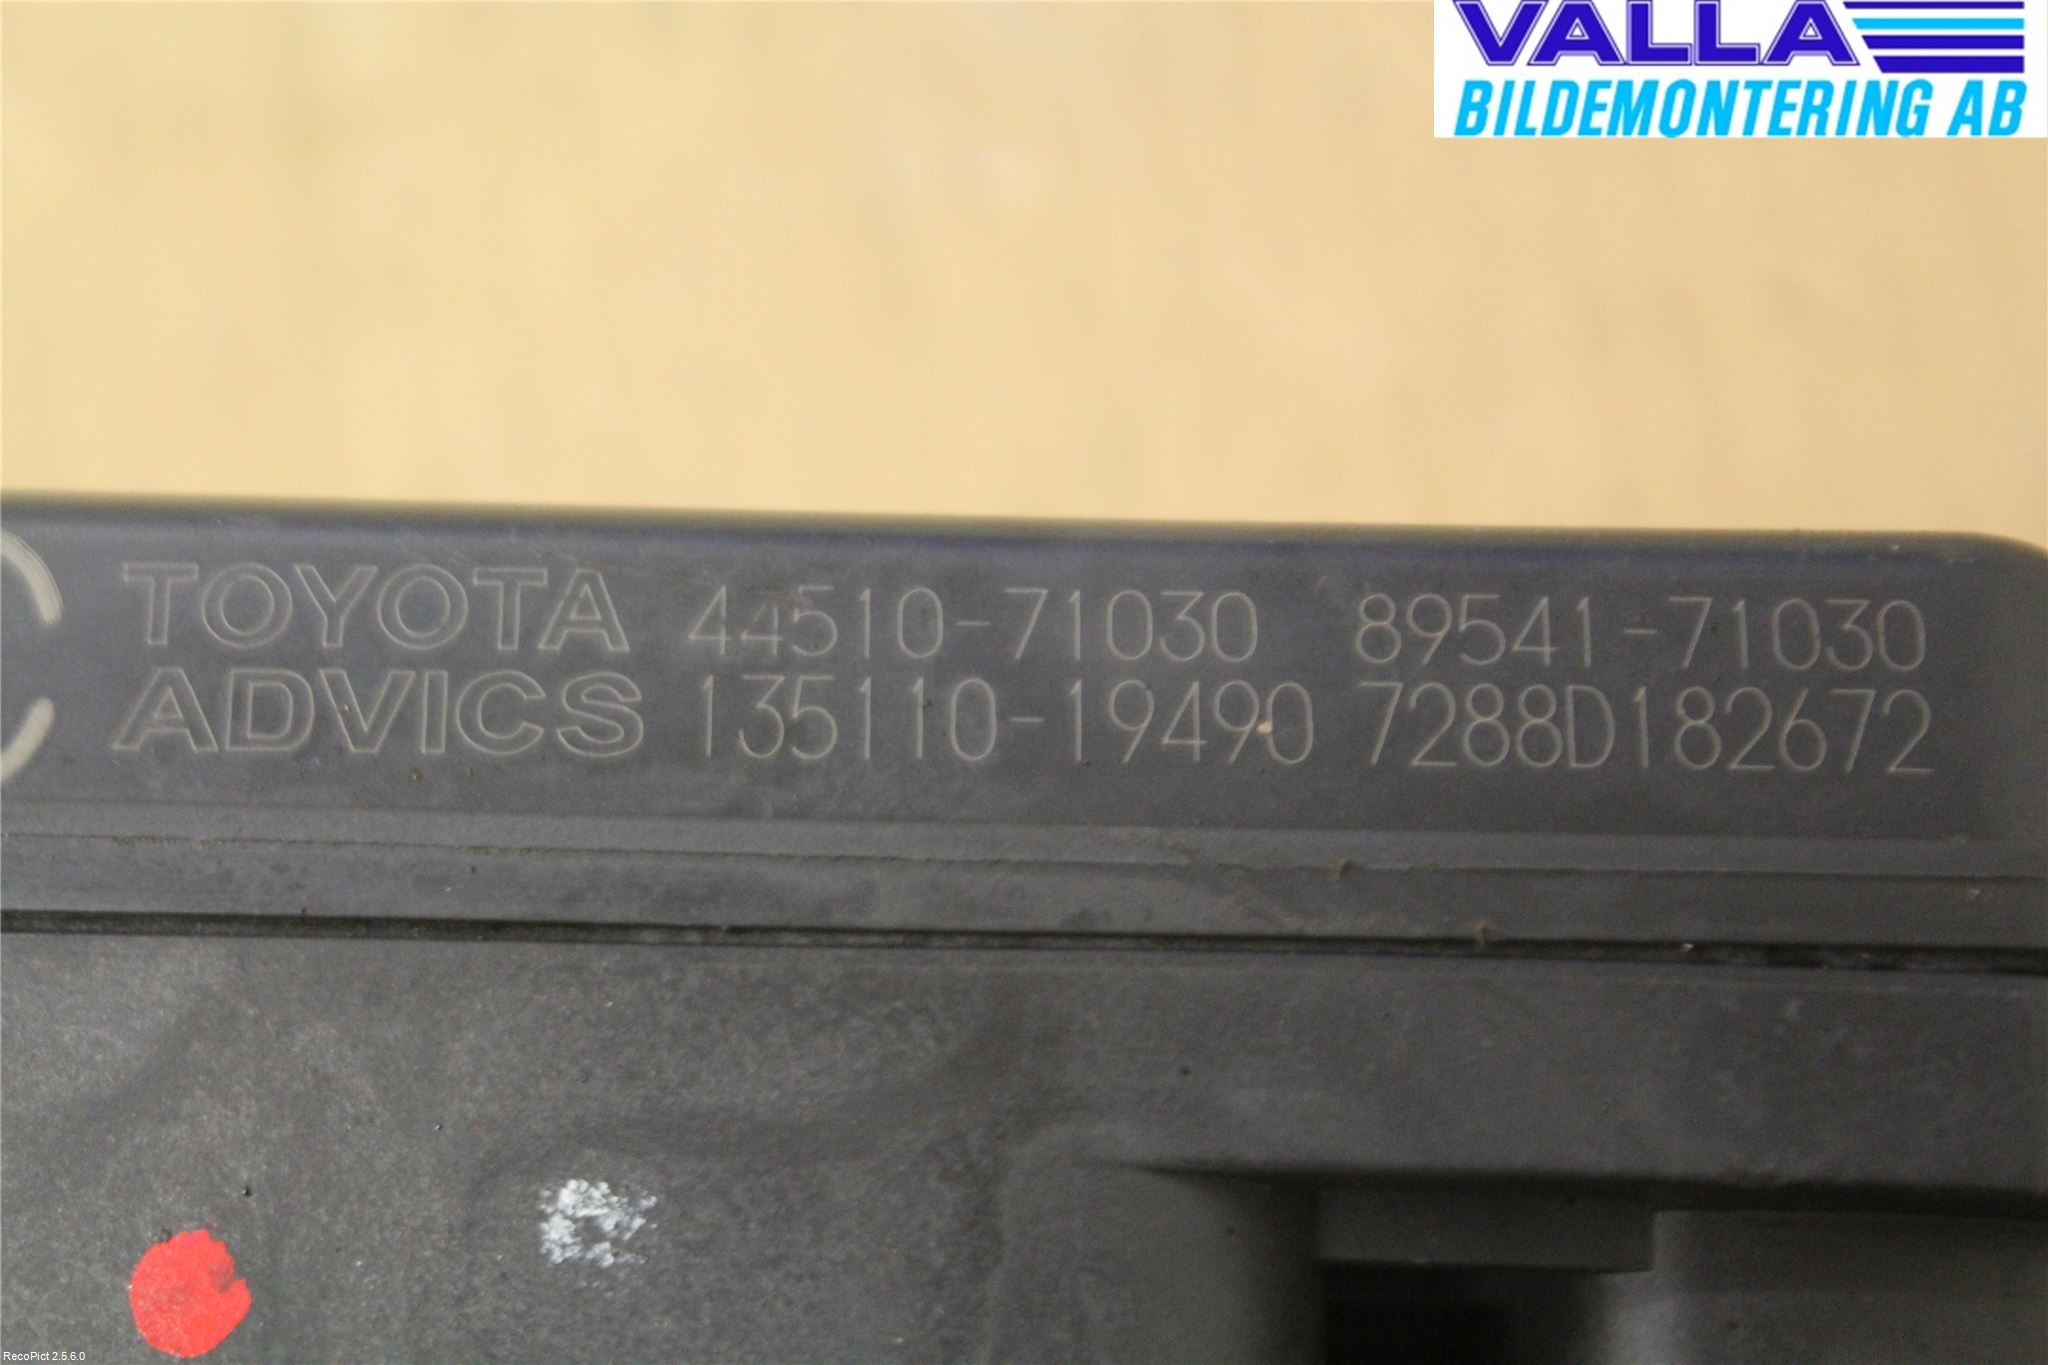 VALLA
BILDEMONTERING AB
TOYOTA 44510-71030 89541-71030
ADVICS 135110-19490 7288D182672
RecoPict 2.5.6.0